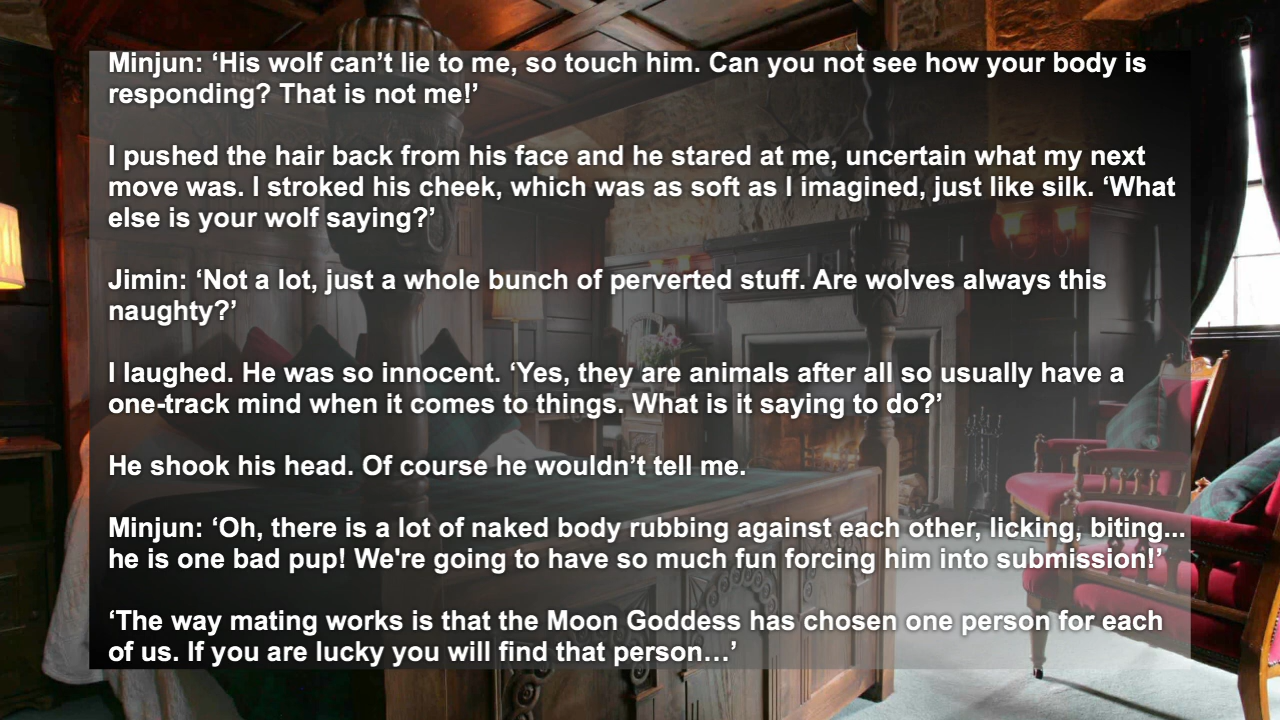 Minjun: ‘His wolf can’t lie to me, so touch him. Can you not see how your body is
responding? That is not me!’
I pushed the hair back from his face and he stared at me, uncertain what my next
move was. I stroked his cheek, which was as soft as I imagined, just like silk. ‘What
else is your wolf saying?’
Jimin: ‘Not a lot, just a whole bunch of perverted stuff. Are wolves always this
naughty?’
I laughed. He was so innocent. ‘Yes, they are animals after all so usually have a
one-track mind when it comes to things. What is it saying to do?’
He shook his head. Of course he wouldn’t tell me.
Minjun: ‘Oh, there is a lot of naked body rubbing against each other, licking, biting...
he is one bad pup! We're going to have so much fun forcing him into submission!’
‘The way mating works is that the Moon Goddess has chosen one person for each
of us. If you are lucky you will find that person…’